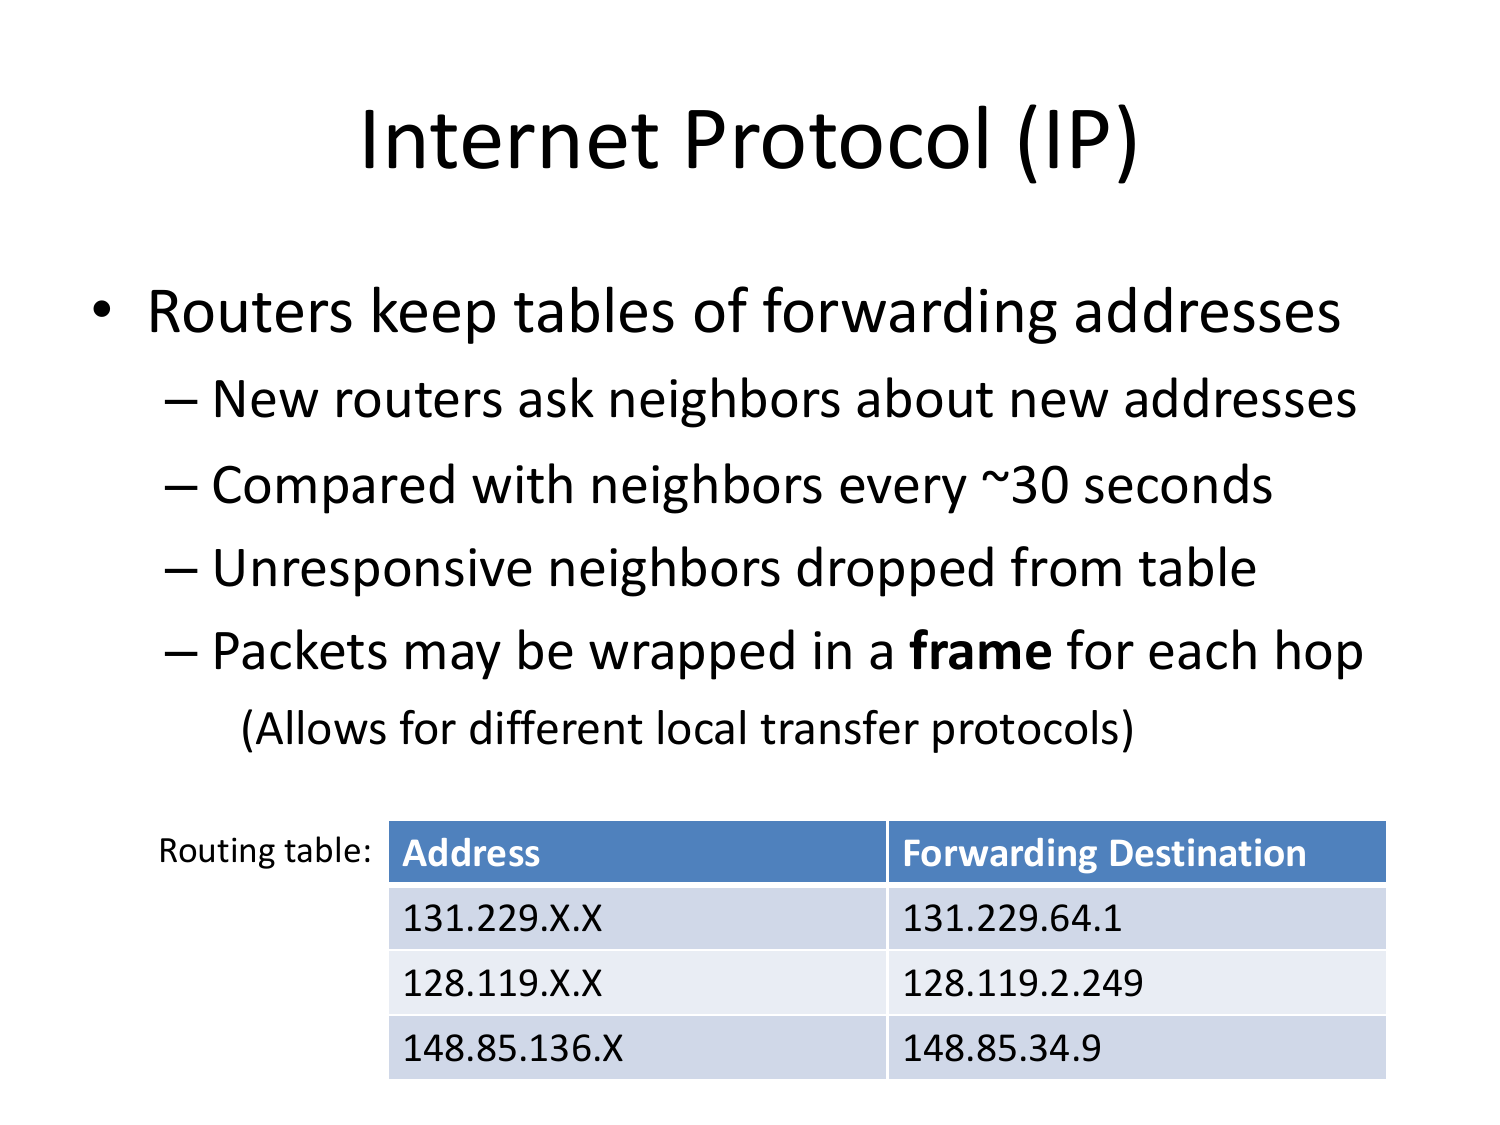 Internet Protocol (IP)
• Routers keep tables of forwarding addresses
– New routers ask neighbors about new addresses
– Compared with neighbors every ~30 seconds
– Unresponsive neighbors dropped from table
– Packets may be wrapped in a frame for each hop
(Allows for different local transfer protocols)
Routing table: Address Forwarding Destination
131.229.X.X 131.229.64.1
128.119.X.X 128.119.2.249
148.85.136.X 148.85.34.9